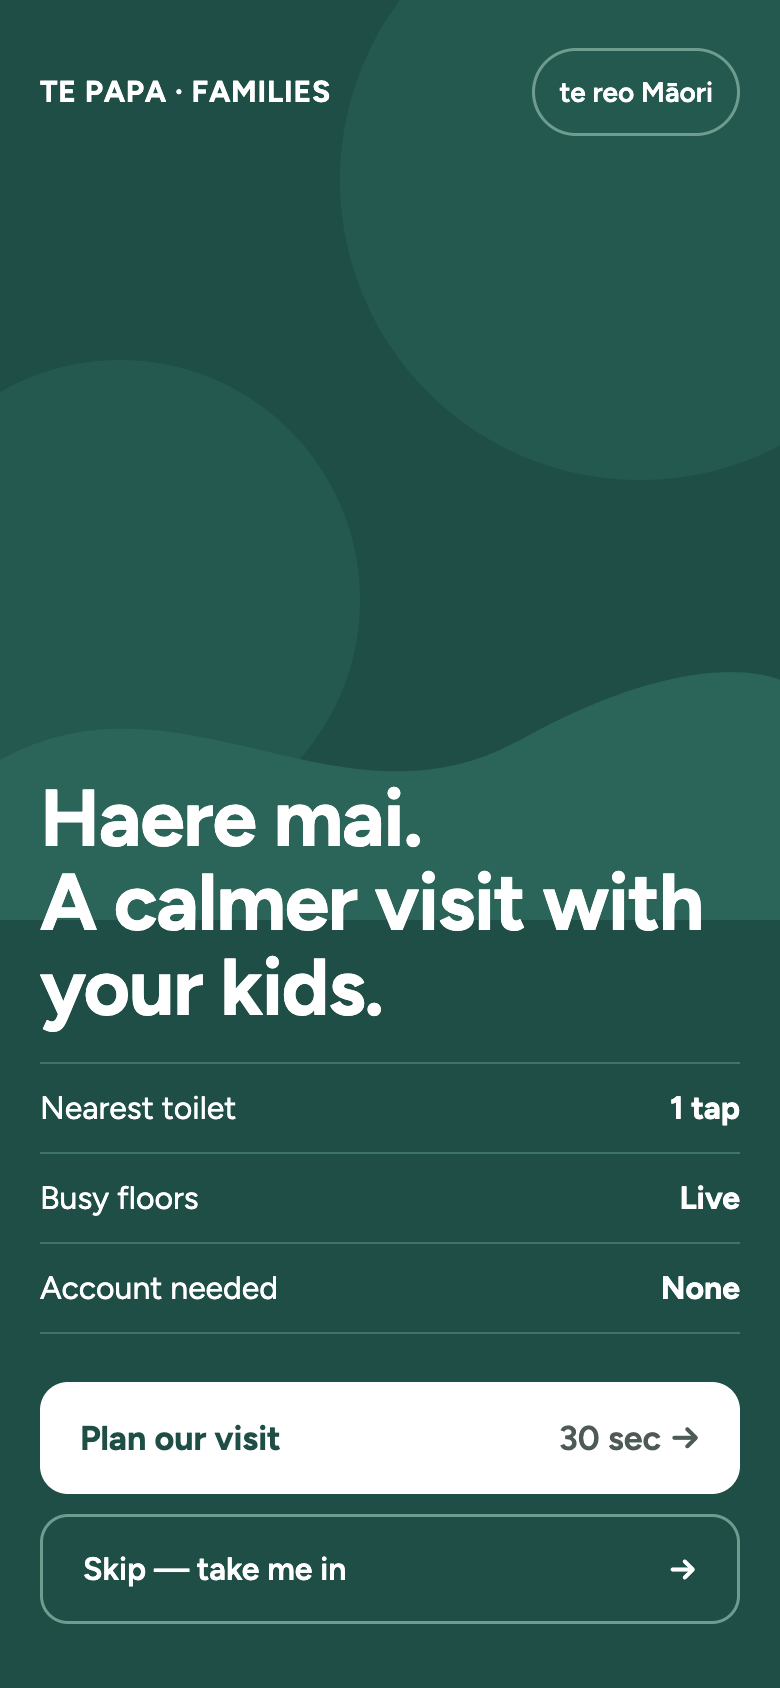 TE PAPA · FAMILIES
te reo Māori
Haere mai.
A calmer visit with
your kids.
Nearest toilet 1 tap
Busy floors Live
Account needed None
Plan our visit 30 sec →
Skip — take me in →